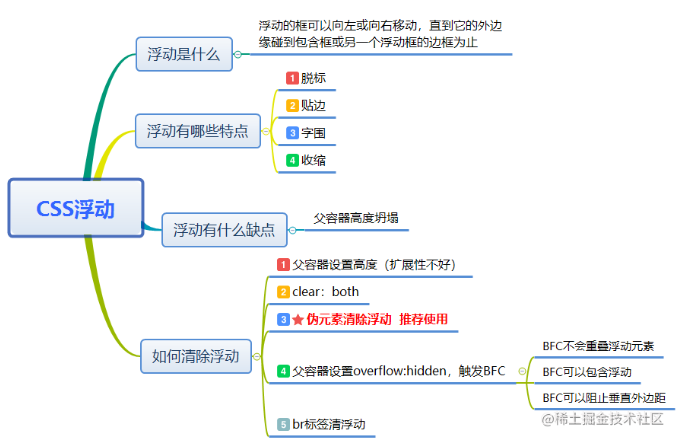 CSS浮动
浮动是什么
浮动的框可以向左或向右移动，直到它的外边
缘碰到包含框或另一个浮动框的边框为止
浮动有哪些特点
1 脱标
2 贴边
3 字围
4 收缩
浮动有什么缺点
父容器高度坍塌
如何清除浮动
1 父容器设置高度（扩展性不好）
2 clear：both
3 伪元素清除浮动 推荐使用
4 父容器设置overflow:hidden，触发BFC
BFC不会重叠浮动元素
BFC可以包含浮动
BFC可以阻止垂直外边距
5 br标签清浮动
@稀土掘金技术社区